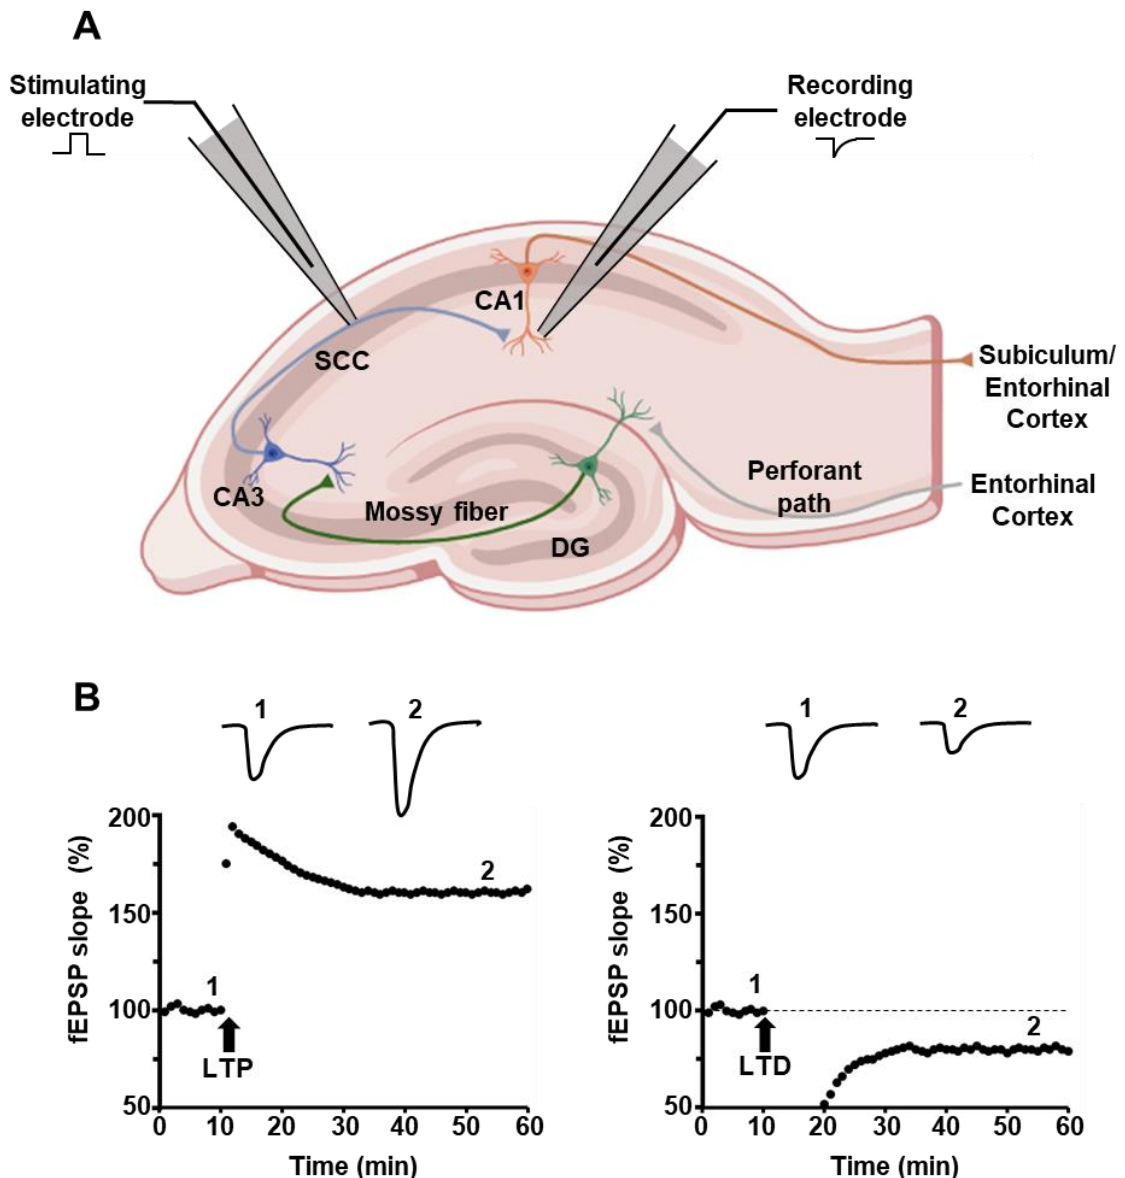 A
Stimulating
electrode
Recording
electrode
CA1
SCC
Subiculum/
Entorhinal
Cortex
CA3
Mossy fiber
Perforant
path
Entorhinal
Cortex
DG
B
1
2
fEPSP slope (%)
200
150
100
50
1
2
LTP
0
10
20
30
40
50
60
Time (min)
1
2
fEPSP slope (%)
200
150
100
50
1
2
LTD
0
10
20
30
40
50
60
Time (min)